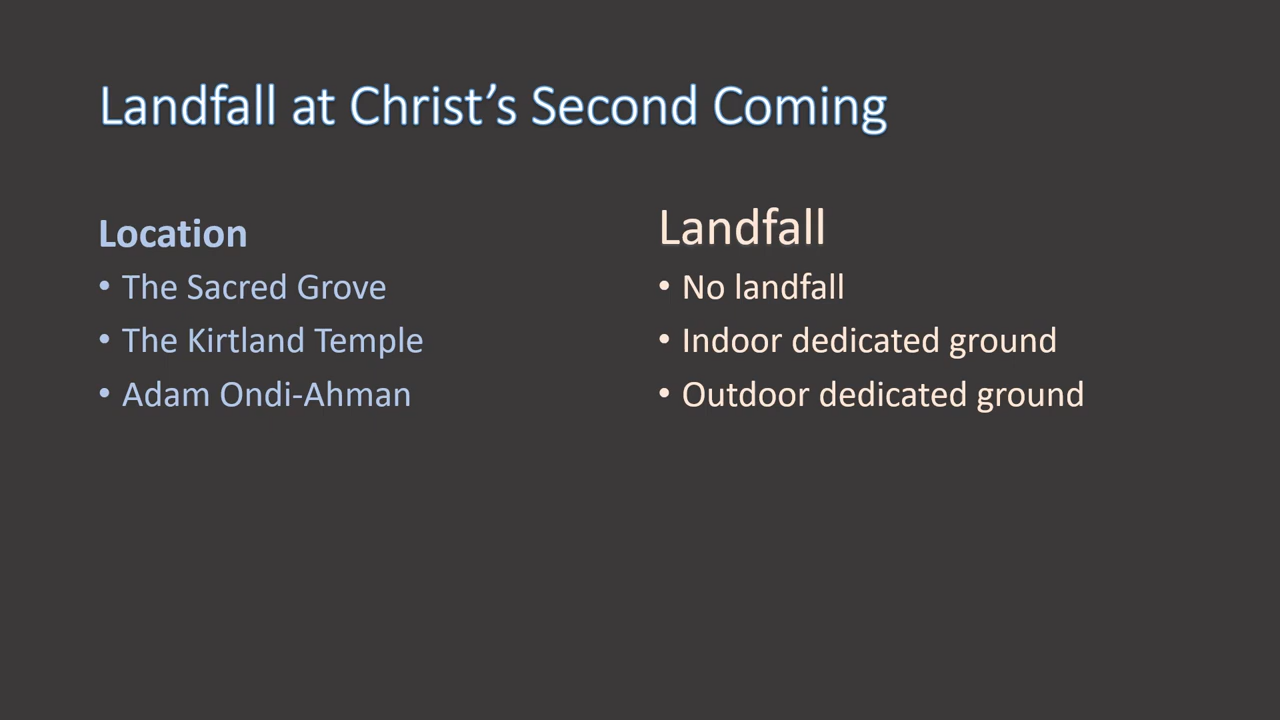 Landfall at Christ’s Second Coming
Location
• The Sacred Grove
• The Kirtland Temple
• Adam Ondi-Ahman
Landfall
• No landfall
• Indoor dedicated ground
• Outdoor dedicated ground